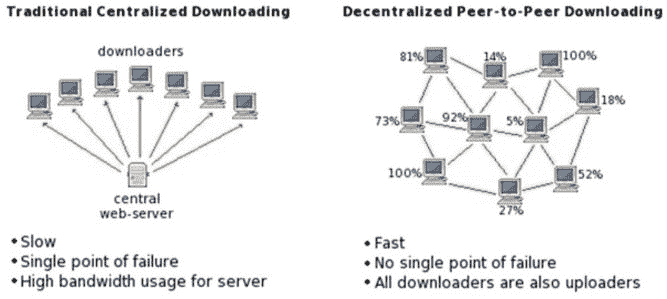 Traditional Centralized Downloading
downloaders
central
web-server
• Slow
• Single point of failure
• High bandwidth usage for server
Decentralized Peer-to-Peer Downloading
81%
14%
100%
18%
73%
92%
5%
100%
52%
27%
• Fast
• No single point of failure
• All downloaders are also uploaders